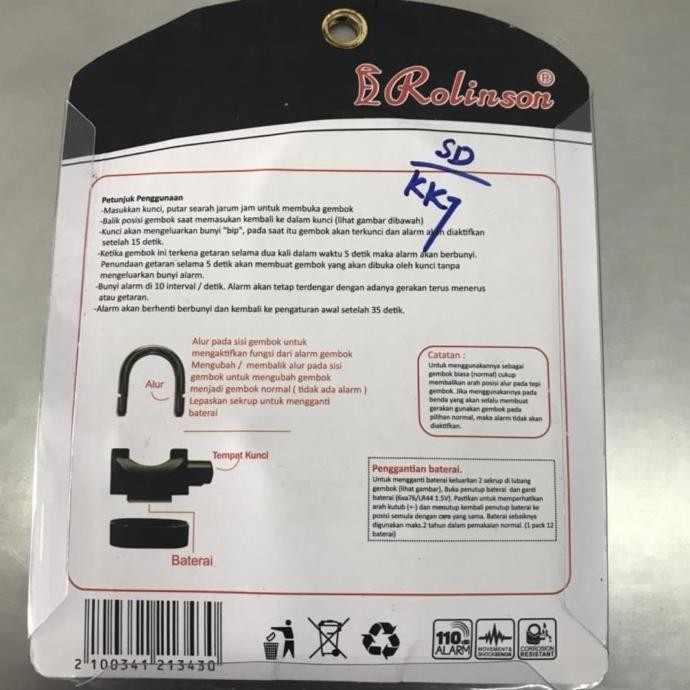 Rolinson ®
SD
KK7
Petunjuk Penggunaan
-Masukkan kunci, putar searah jarum jam untuk membuka gembok
-Balik posisi gembok saat memasukan kembali ke dalam kunci (lihat gambar dibawah)
-Kunci akan mengeluarkan bunyi "bip", pada saat itu gembok akan terkunci dan alarm akan diaktifkan
setelah 15 detik.
-Ketika gembok ini terkena getaran selama dua kali dalam waktu 5 detik maka alarm akan berbunyi.
Penundaan getaran selama 5 detik akan membuat gembok yang akan dibuka oleh kunci tanpa
mengeluarkan bunyi alarm.
-Bunyi alarm di 10 interval / detik. Alarm akan tetap terdengar dengan adanya gerakan terus menerus
atau getaran.
-Alarm akan berhenti berbunyi dan kembali ke pengaturan awal setelah 35 detik.
Alur pada sisi gembok untuk
mengaktifkan fungsi dari alarm gembok
Mengubah / membalik alur pada sisi
gembok untuk mengubah gembok
menjadi gembok normal ( tidak ada alarm )
Lepaskan sekrup untuk mengganti
baterai
Alur
Catatan :
Untuk menggunakannya sebagai
gembok biasa (normal) cukup
membalikan arah posisi alur pada tepi
gembok. Jika menggunakannya pada
benda yang akan selalu membuat
gerakan gunakan gembok pada
pilihan normal, maka alarm tidak akan
diaktifkan.
Tempat Kunci
Baterai
Penggantian baterai.
Untuk mengganti baterai keluarkan 2 sekrup di lubang
gembok (lihat gambar), Buka penutup baterai dan ganti
baterai (6xa76/LR44 1.5V). Pastikan untuk memperhatikan
arah kutub (+-) dan menutup kembali penutup baterai ke
posisi semula dengan cara yang sama. Baterai sebaiknya
digunakan maks.2 tahun dalam pemakaian normal. (1 pack 12
baterai)
2 100341 213430
110dB
ALARM
MOVEMENT&
SHOCKSENSOR
CORROSION
RESISTANT